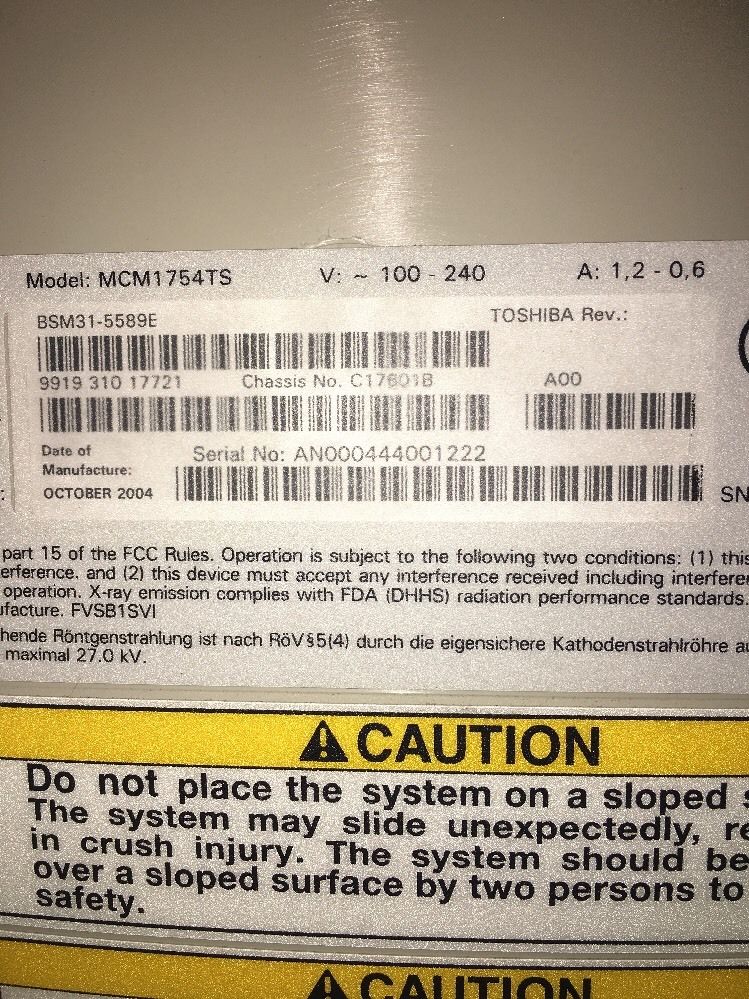 Model: MCM1754TS V: ~ 100 - 240 A: 1,2 - 0,6
BSM31-5589E TOSHIBA Rev.:
9919 310 17721 Chassis No. C17601B A00
Date of Manufacture: OCTOBER 2004
Serial No: AN000444001222
SN
part 15 of the FCC Rules. Operation is subject to the following two conditions: (1) this
erference. and (2) this device must accept any interference received including interfere
operation. X-ray emission complies with FDA (DHHS) radiation performance standards.
ufacture. FVSB1SVI
hende Röntgenstrahlung ist nach RöV§5(4) durch die eigensichere Kathodenstrahlröhre au
maximal 27.0 kV.
CAUTION
Do not place the system on a sloped s
The system may slide unexpectedly, re
in crush injury. The system should be
over a sloped surface by two persons to
safety.
CAUTION